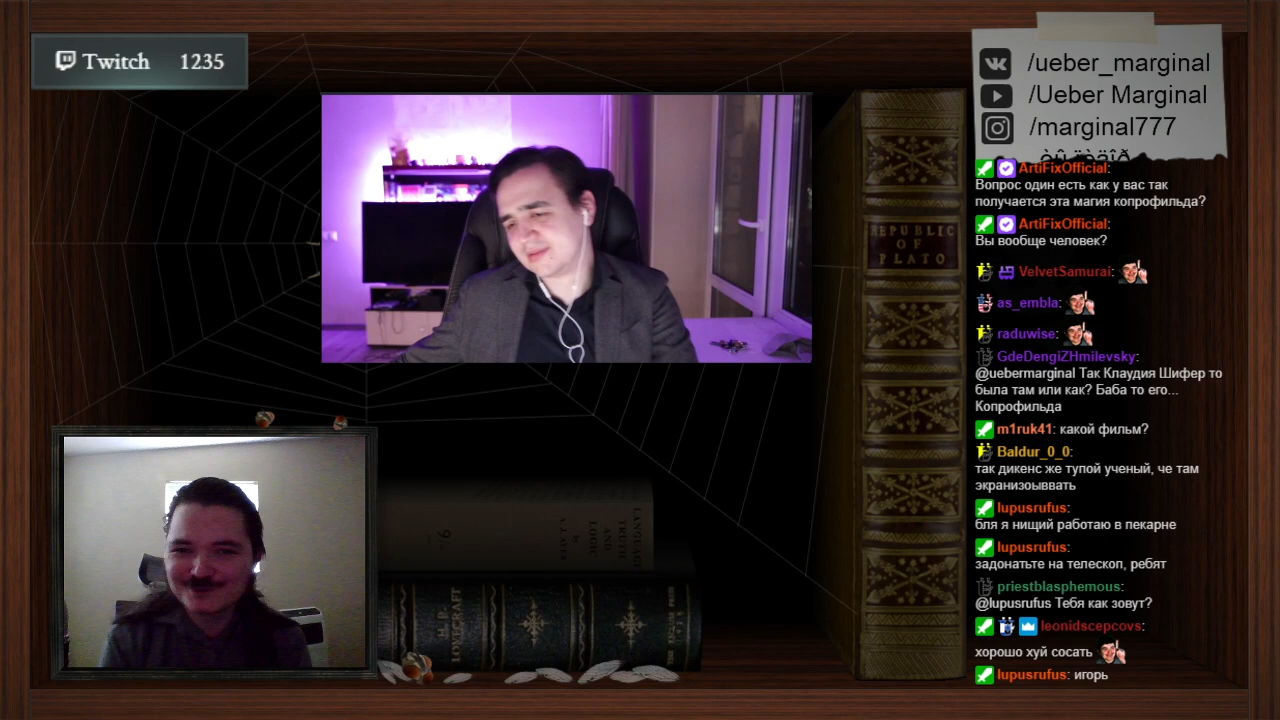 Twitch 1235
/ueber_marginal
/Ueber Marginal
/marginal777
REPUBLIC
OF
PLATO
LANGUAGE
TRUTH
AND
LOGIC
H. P.
LOVECRAFT
ArtiFixOfficial:
Вопрос один есть как у вас так
получается эта магия копрофильда?
ArtiFixOfficial:
Вы вообще человек?
VelvetSamurai:
as_embla:
raduwise:
GdeDengiZHmilevsky:
@uebermarginal Так Клаудия Шифер то
была там или как? Баба то его...
Копрофильда
m1ruk41: какой фильм?
Baldur_0_0:
так дикенс же тупой ученый, че там
экранизоыввать
lupusrufus:
бля я нищий работаю в пекарне
lupusrufus:
задонатьте на телескоп, ребят
priestblasphemous:
@lupusrufus Тебя как зовут?
leonidscepcovs:
хорошо хуй сосать
lupusrufus: игорь